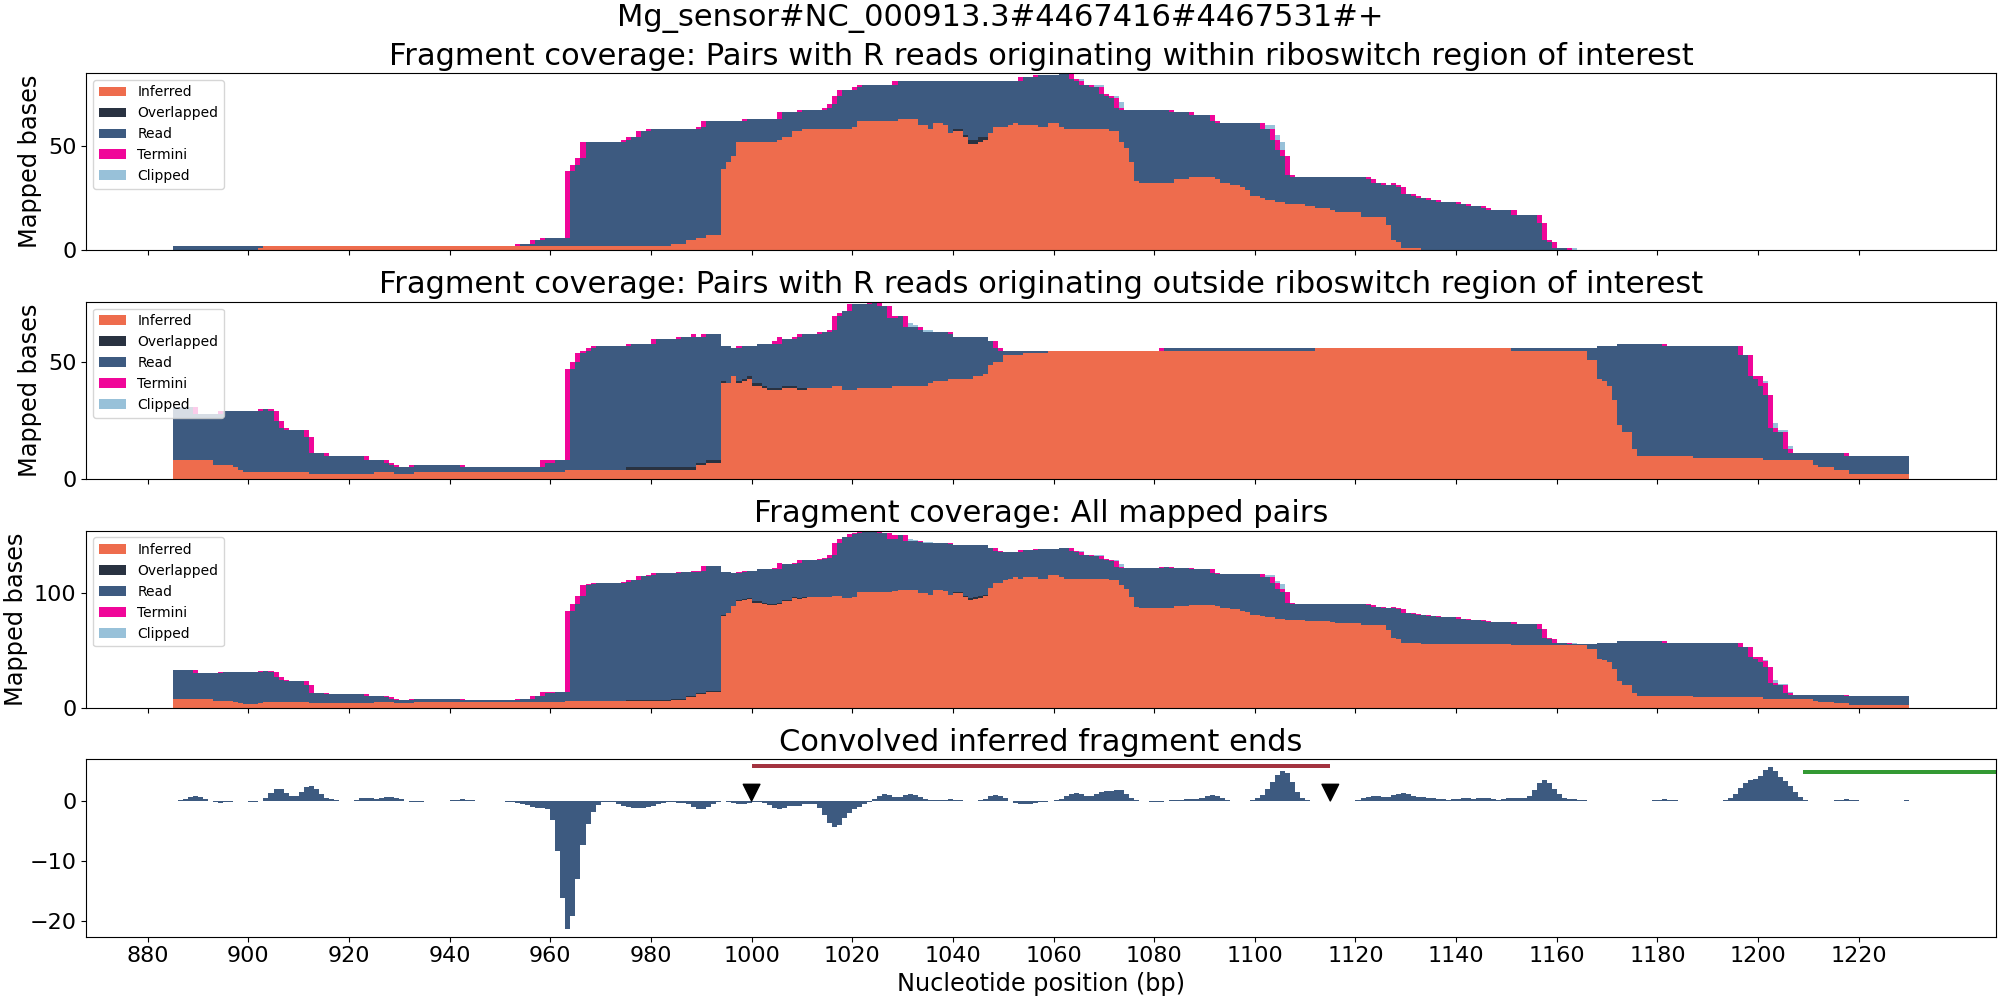 Mg_sensor#NC_000913.3#4467416#4467531#+
Fragment coverage: Pairs with R reads originating within riboswitch region of interest
Mapped bases
50
0
Inferred
Overlapped
Read
Termini
Clipped
Fragment coverage: Pairs with R reads originating outside riboswitch region of interest
Mapped bases
50
0
Inferred
Overlapped
Read
Termini
Clipped
Fragment coverage: All mapped pairs
Mapped bases
100
0
Inferred
Overlapped
Read
Termini
Clipped
Convolved inferred fragment ends
0
−10
−20
880 900 920 940 960 980 1000 1020 1040 1060 1080 1100 1120 1140 1160 1180 1200 1220
Nucleotide position (bp)